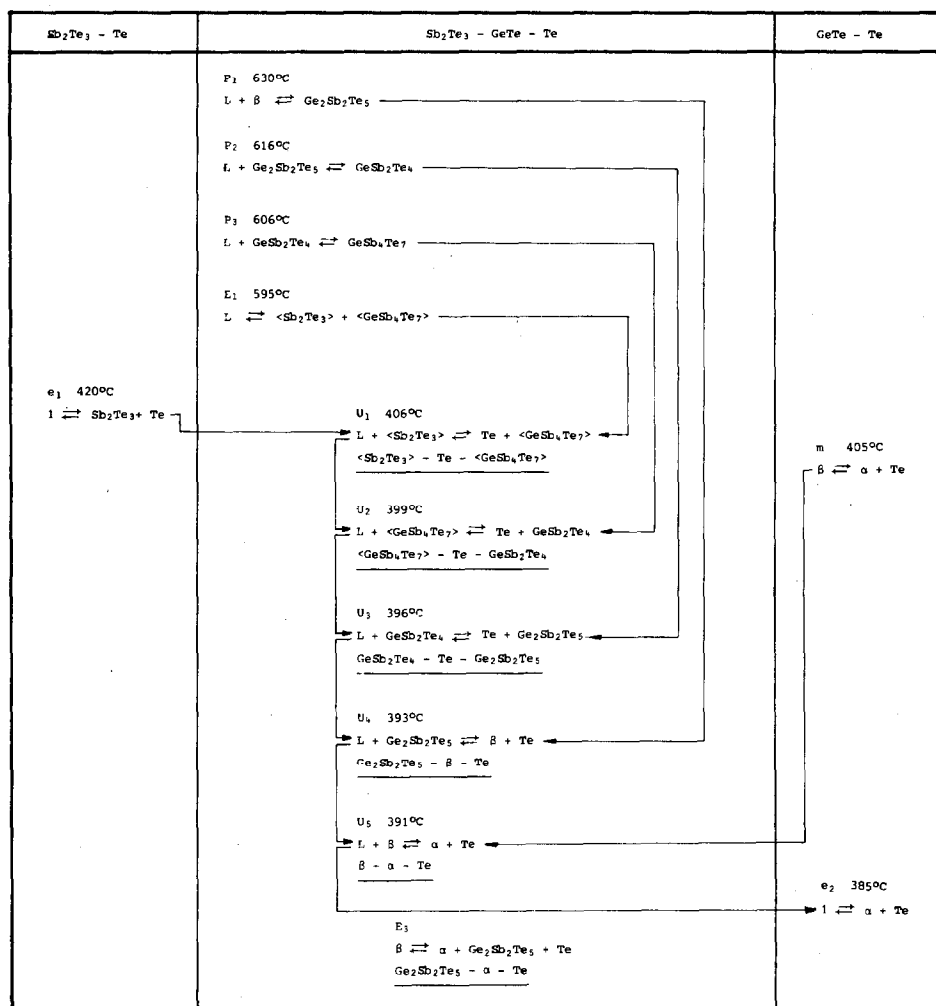 Sb₂Te₃ - Te
Sb₂Te₃ - GeTe - Te
GeTe - Te
P₁ 630°C
L + β ⇄ Ge₂Sb₂Te₅
P₂ 616°C
L + Ge₂Sb₂Te₅ ⇄ GeSb₂Te₄
P₃ 606°C
L + GeSb₂Te₄ ⇄ GeSb₄Te₇
E₁ 595°C
L ⇄ <Sb₂Te₃> + <GeSb₄Te₇>
e₁ 420°C
l ⇄ Sb₂Te₃+ Te
U₁ 406°C
L + <Sb₂Te₃> ⇄ Te + <GeSb₄Te₇>
<Sb₂Te₃> - Te - <GeSb₄Te₇>
m 405°C
β ⇄ α + Te
U₂ 399°C
L + <GeSb₄Te₇> ⇄ Te + GeSb₂Te₄
<GeSb₄Te₇> - Te - GeSb₂Te₄
U₃ 396°C
L + GeSb₂Te₄ ⇄ Te + Ge₂Sb₂Te₅
GeSb₂Te₄ - Te - Ge₂Sb₂Te₅
U₄ 393°C
L + Ge₂Sb₂Te₅ ⇄ β + Te
Ge₂Sb₂Te₅ - β - Te
U₅ 391°C
L + β ⇄ α + Te
β - α - Te
e₂ 385°C
l ⇄ α + Te
E₃
β ⇄ α + Ge₂Sb₂Te₅ + Te
Ge₂Sb₂Te₅ - α - Te